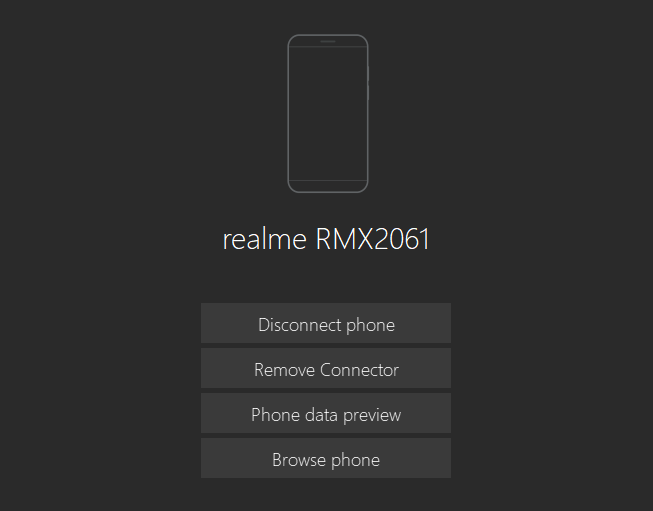 realme RMX2061
Disconnect phone
Remove Connector
Phone data preview
Browse phone